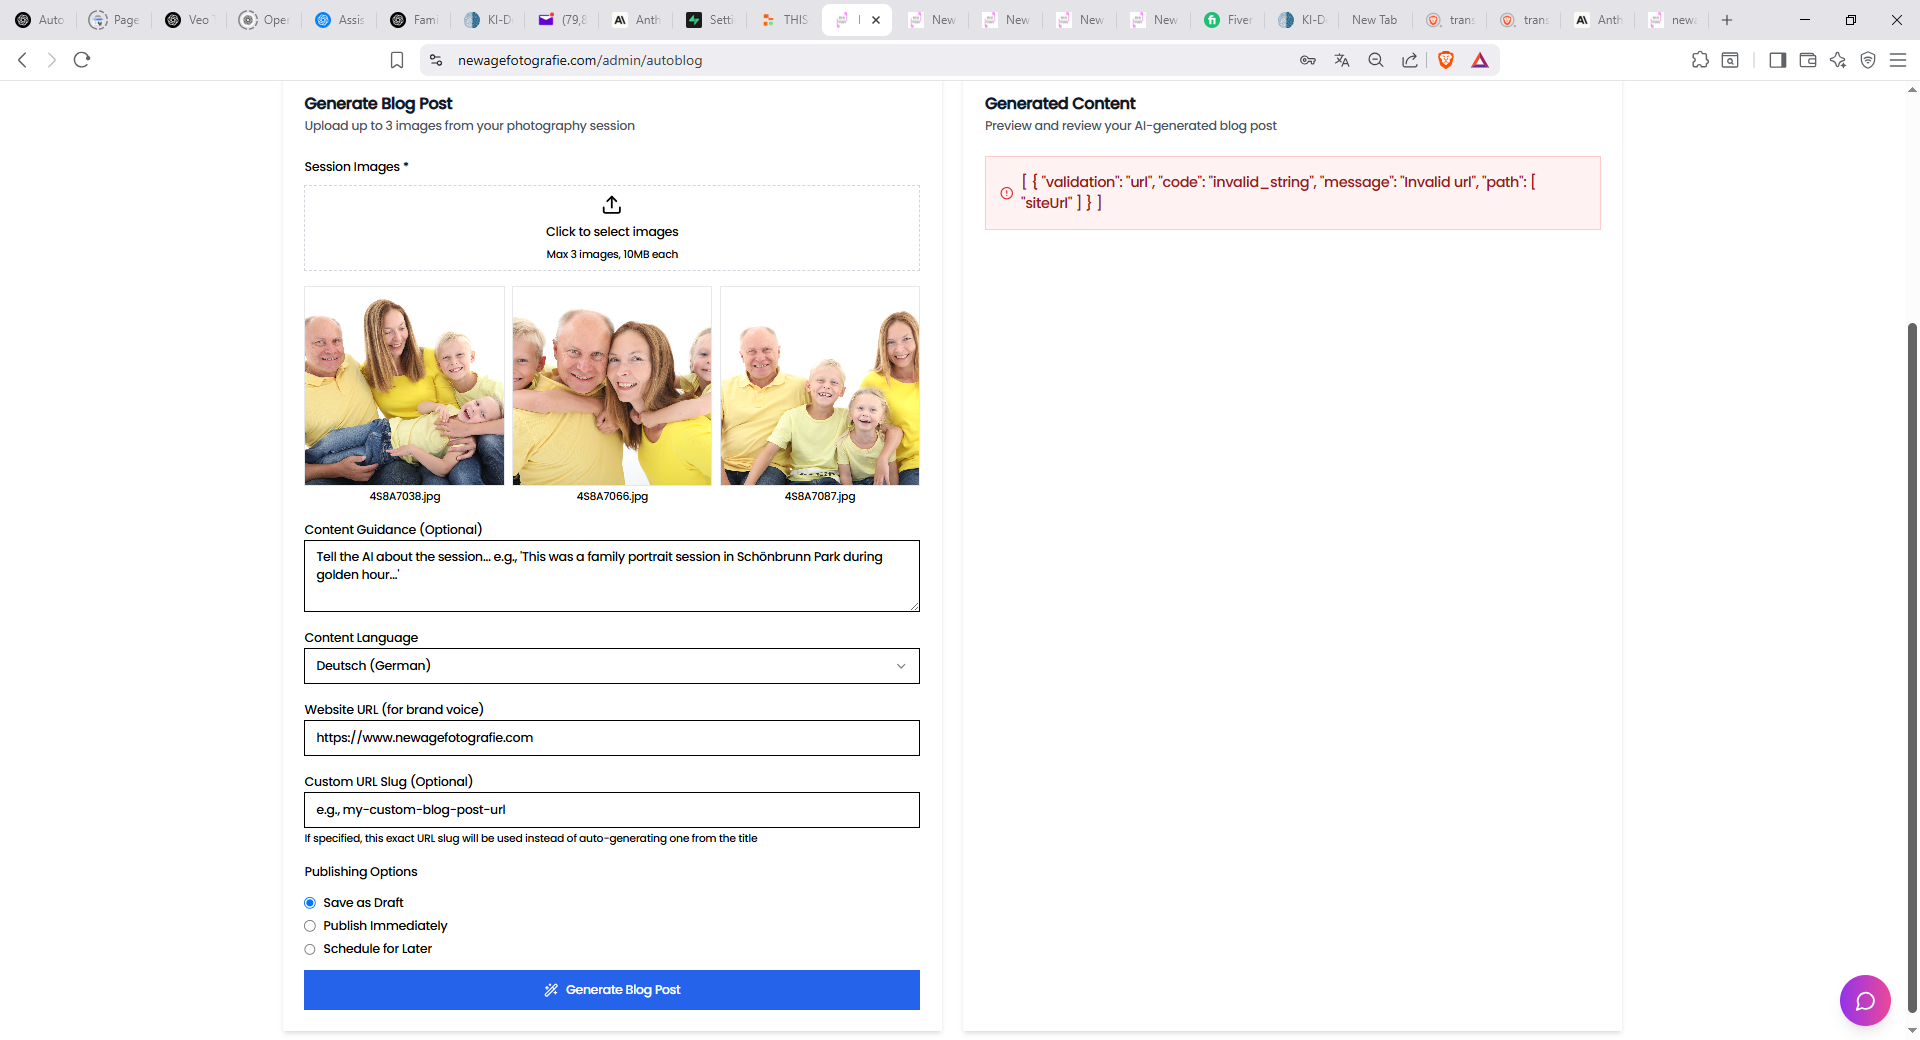 Auto
Page
Veo
Oper
Assis
Fami
KI-D
(79,8
Anth
Setti
THIS
New
New
New
New
Fiver
KI-D
New Tab
trans
trans
Anth
newa
newagefotografie.com/admin/autoblog
Generate Blog Post
Upload up to 3 images from your photography session
Session Images *
Click to select images
Max 3 images, 10MB each
4S8A7038.jpg
4S8A7066.jpg
4S8A7087.jpg
Content Guidance (Optional)
Tell the AI about the session... e.g., 'This was a family portrait session in Schönbrunn Park during
golden hour...'
Content Language
Deutsch (German)
Website URL (for brand voice)
https://www.newagefotografie.com
Custom URL Slug (Optional)
e.g., my-custom-blog-post-url
If specified, this exact URL slug will be used instead of auto-generating one from the title
Publishing Options
Save as Draft
Publish Immediately
Schedule for Later
Generate Blog Post
Generated Content
Preview and review your AI-generated blog post
[ { "validation": "url", "code": "invalid_string", "message": "Invalid url", "path": [
"siteUrl" ] } ]